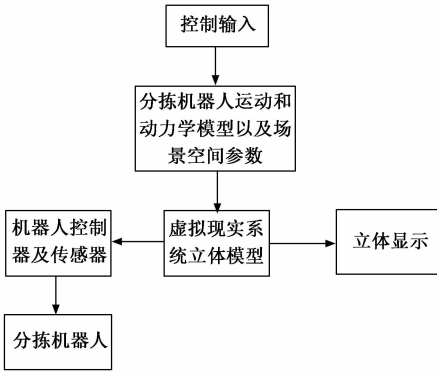 控制输入
分拣机器人运动和
动力学模型以及场
景空间参数
机器人控制
器及传感器
虚拟现实系
统立体模型
立体显示
分拣机器人